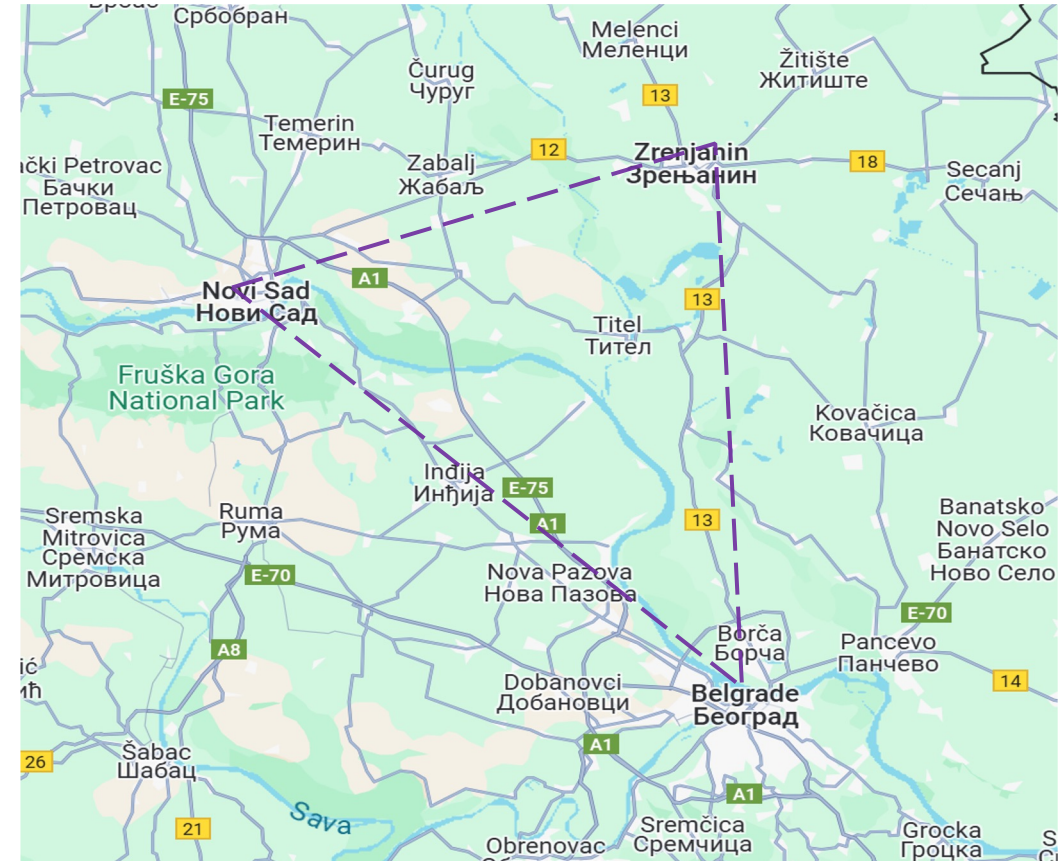 Србобран
Melenci
Меленци
Žitište
Житиште
Čurug
Чуруг
E-75
13
Temerin
Темерин
12
Zrenjanin
Зрењанин
18
Zabalj
Жабаљ
Secanj
Сечањ
ački Petrovac
Бачки
Петровац
A1
Novi Sad
Нови Сад
13
Titel
Тител
Fruška Gora
National Park
Kovačica
Ковачица
Inđija
Инђија
E-75
A1
13
Sremska
Mitrovica
Сремска
Митровица
Ruma
Рума
Banatsko
Novo Selo
Банатско
Ново Село
E-70
Nova Pazova
Нова Пазова
E-70
A8
Borča
Борча
Pancevo
Панчево
14
Dobanovci
Добановци
Belgrade
Београд
A1
26
Šabac
Шабац
A1
Sava
21
Sremčica
Сремчица
Obrenovac
Grocka
Гроцка